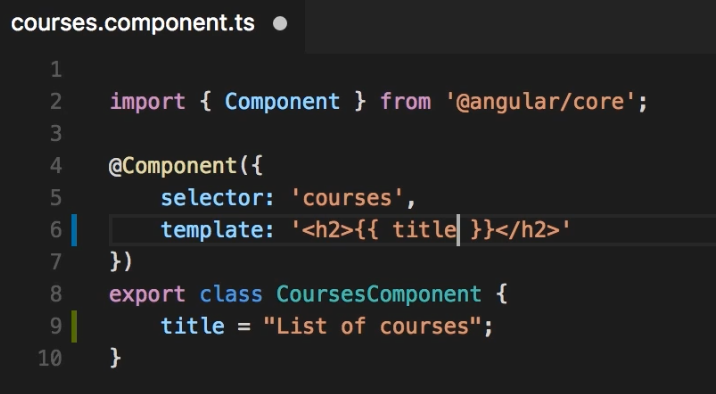 courses.component.ts
1
2 import { Component } from '@angular/core';
3
4 @Component({
5 selector: 'courses',
6 template: '<h2>{{ title }}</h2>'
7 })
8 export class CoursesComponent {
9 title = "List of courses";
10 }